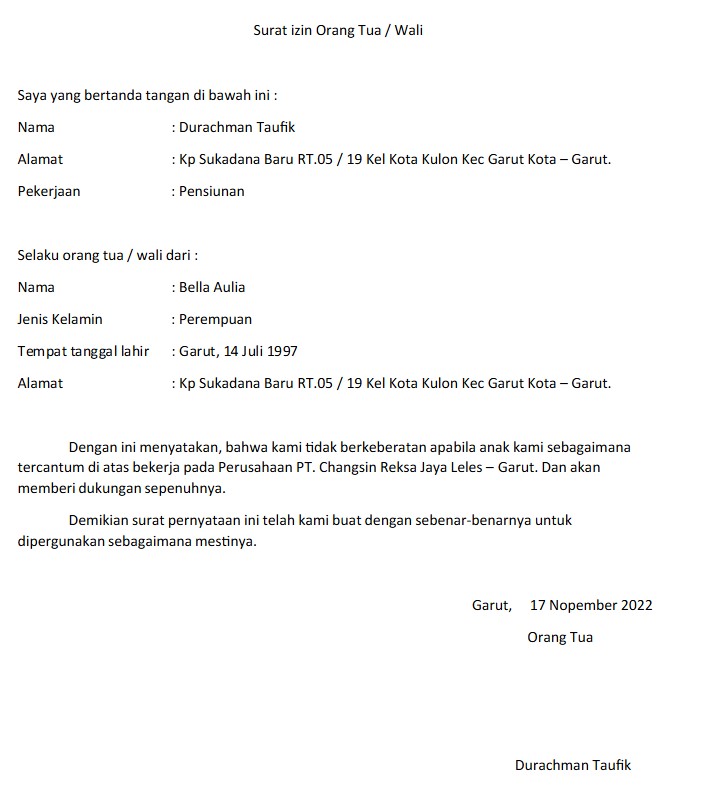 Surat izin Orang Tua / Wali
Saya yang bertanda tangan di bawah ini :
Nama : Durachman Taufik
Alamat : Kp Sukadana Baru RT.05 / 19 Kel Kota Kulon Kec Garut Kota – Garut.
Pekerjaan : Pensiunan
Selaku orang tua / wali dari :
Nama : Bella Aulia
Jenis Kelamin : Perempuan
Tempat tanggal lahir : Garut, 14 Juli 1997
Alamat : Kp Sukadana Baru RT.05 / 19 Kel Kota Kulon Kec Garut Kota – Garut.
Dengan ini menyatakan, bahwa kami tidak berkeberatan apabila anak kami sebagaimana
tercantum di atas bekerja pada Perusahaan PT. Changsin Reksa Jaya Leles – Garut. Dan akan
memberi dukungan sepenuhnya.
Demikian surat pernyataan ini telah kami buat dengan sebenar-benarnya untuk
dipergunakan sebagaimana mestinya.
Garut, 17 Nopember 2022
Orang Tua
Durachman Taufik